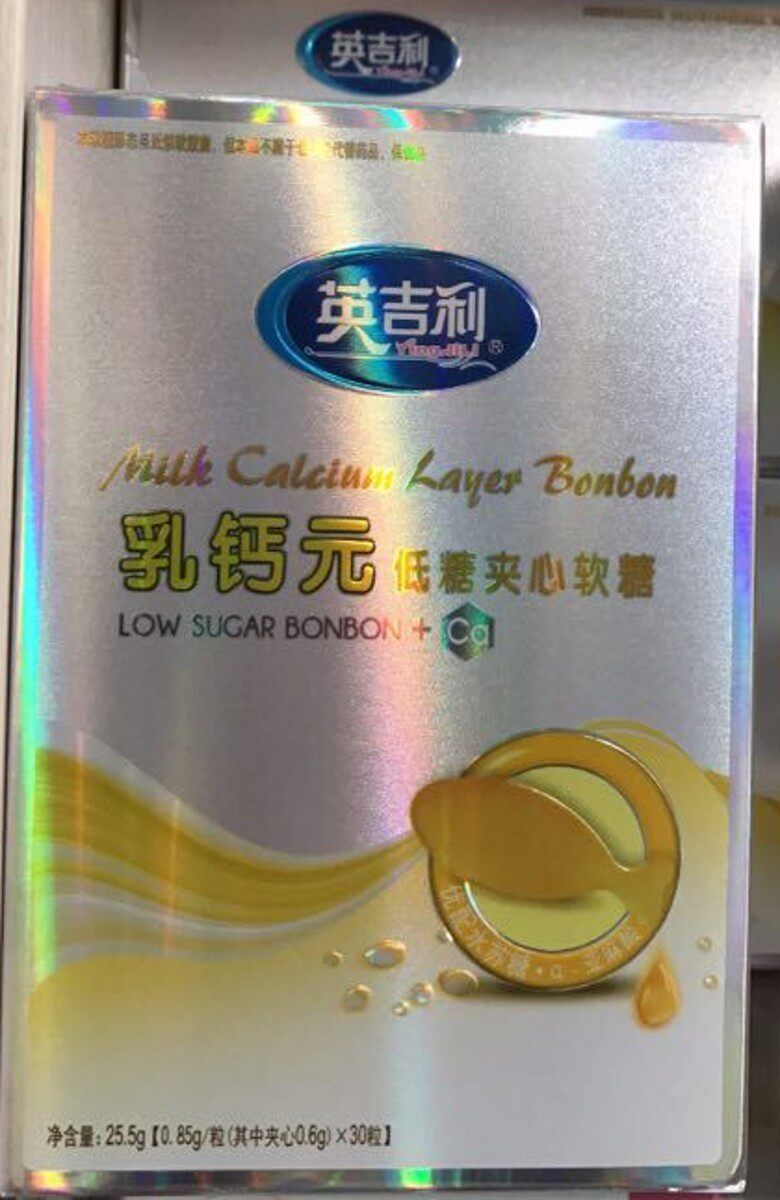 英吉利
英吉利
YingJiLi®
Milk Calcium Layer Bonbon
乳钙元 低糖夹心软糖
LOW SUGAR BONBON + Ca
净含量: 25.5g【0.85g/粒(其中夹心0.6g)×30粒】